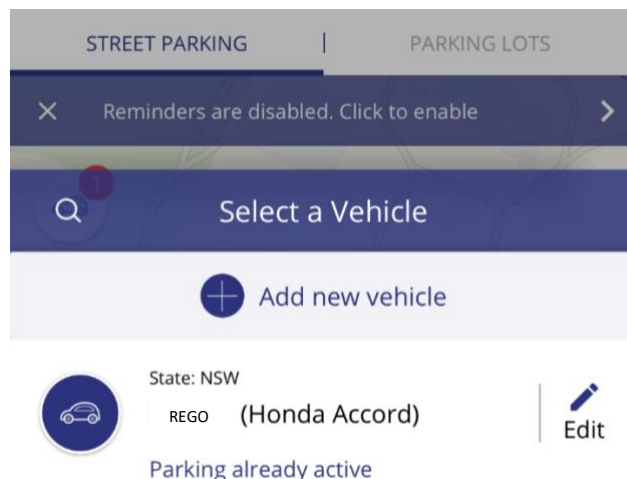 STREET PARKING | PARKING LOTS
Reminders are disabled. Click to enable
1
Select a Vehicle
Add new vehicle
State: NSW
REGO (Honda Accord)
Edit
Parking already active